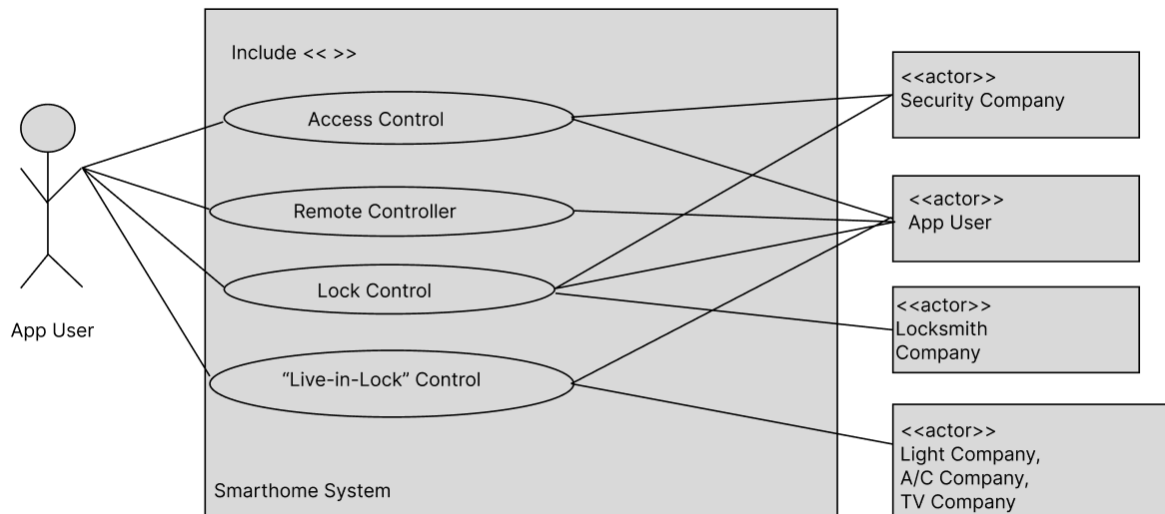 Include << >>
Access Control
Remote Controller
Lock Control
“Live-in-Lock” Control
Smarthome System
App User
<<actor>>
Security Company
<<actor>>
App User
<<actor>>
Locksmith
Company
<<actor>>
Light Company,
A/C Company,
TV Company